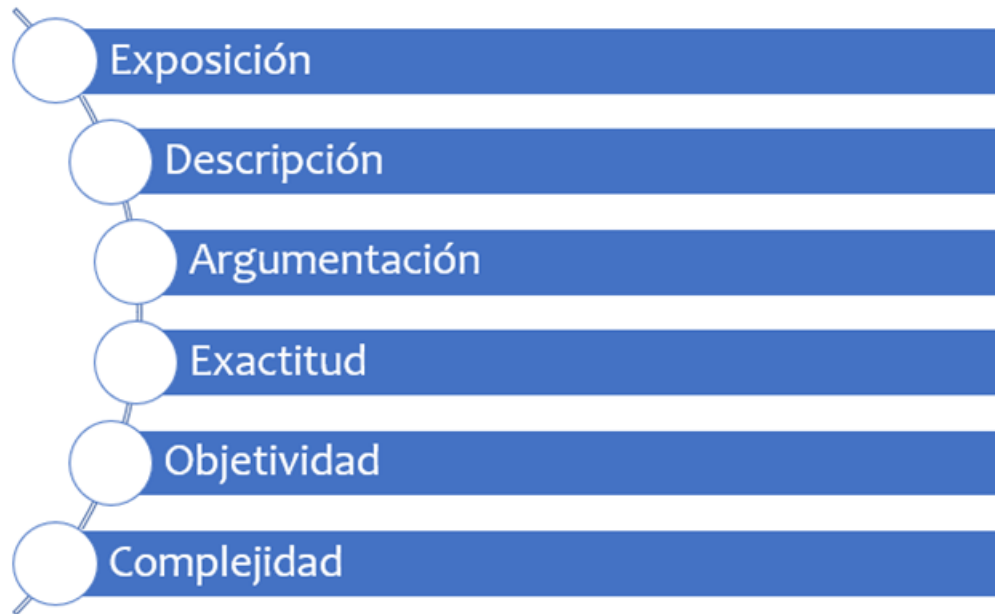 Exposición
Descripción
Argumentación
Exactitud
Objetividad
Complejidad